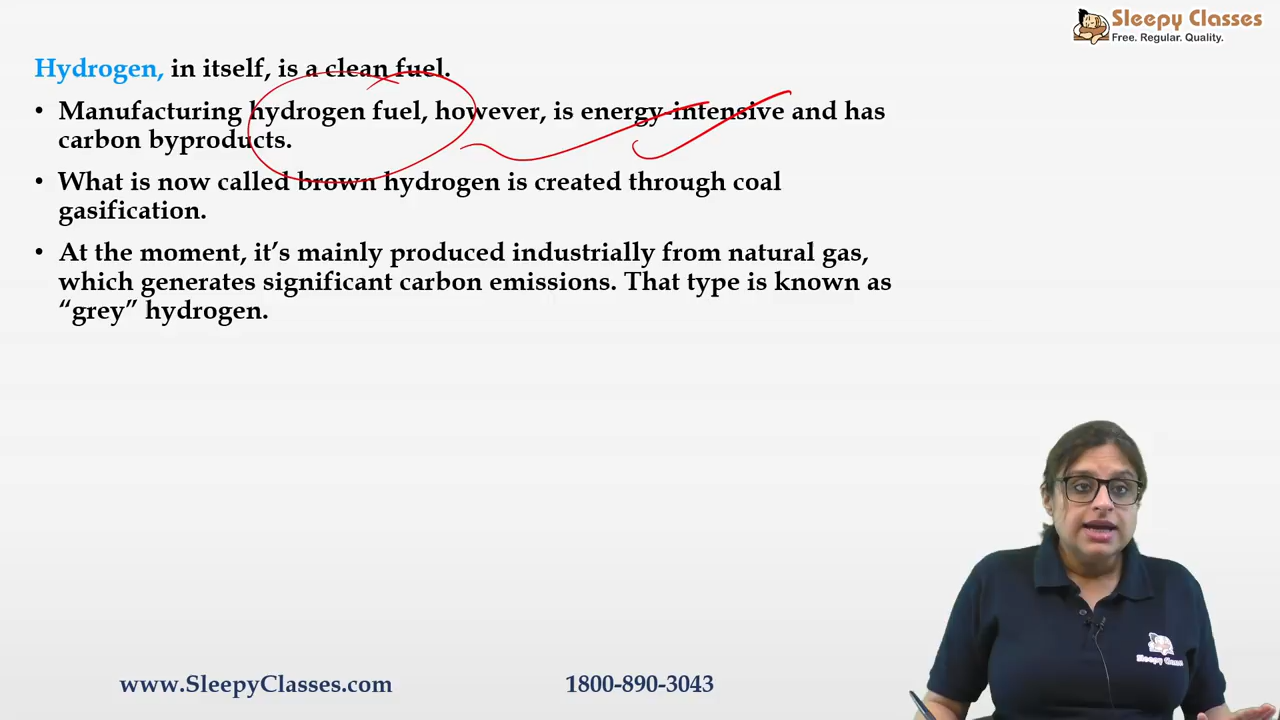 Sleepy Classes
Free. Regular. Quality.
Hydrogen, in itself, is a clean fuel.
• Manufacturing hydrogen fuel, however, is energy-intensive and has
carbon byproducts.
• What is now called brown hydrogen is created through coal
gasification.
• At the moment, it’s mainly produced industrially from natural gas,
which generates significant carbon emissions. That type is known as
“grey” hydrogen.
Sleepy Classes
www.SleepyClasses.com
1800-890-3043